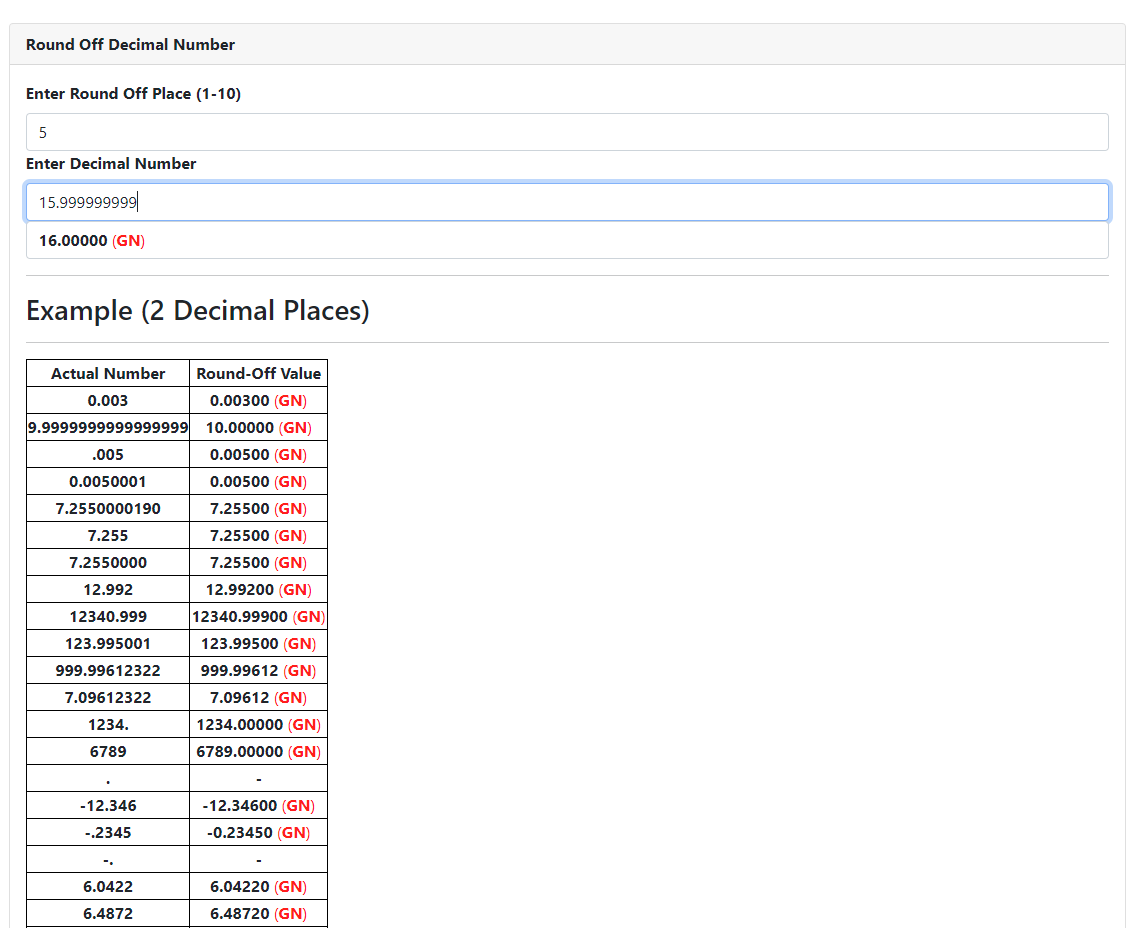 Round Off Decimal Number
Enter Round Off Place (1-10)
5
Enter Decimal Number
15.999999999
16.00000 (GN)
Example (2 Decimal Places)
Actual Number Round-Off Value
0.003 0.00300 (GN)
9.9999999999999999 10.00000 (GN)
.005 0.00500 (GN)
0.0050001 0.00500 (GN)
7.2550000190 7.25500 (GN)
7.255 7.25500 (GN)
7.2550000 7.25500 (GN)
12.992 12.99200 (GN)
12340.999 12340.99900 (GN)
123.995001 123.99500 (GN)
999.99612322 999.99612 (GN)
7.09612322 7.09612 (GN)
1234. 1234.00000 (GN)
6789 6789.00000 (GN)
. -
-12.346 -12.34600 (GN)
-.2345 -0.23450 (GN)
-. -
6.0422 6.04220 (GN)
6.4872 6.48720 (GN)